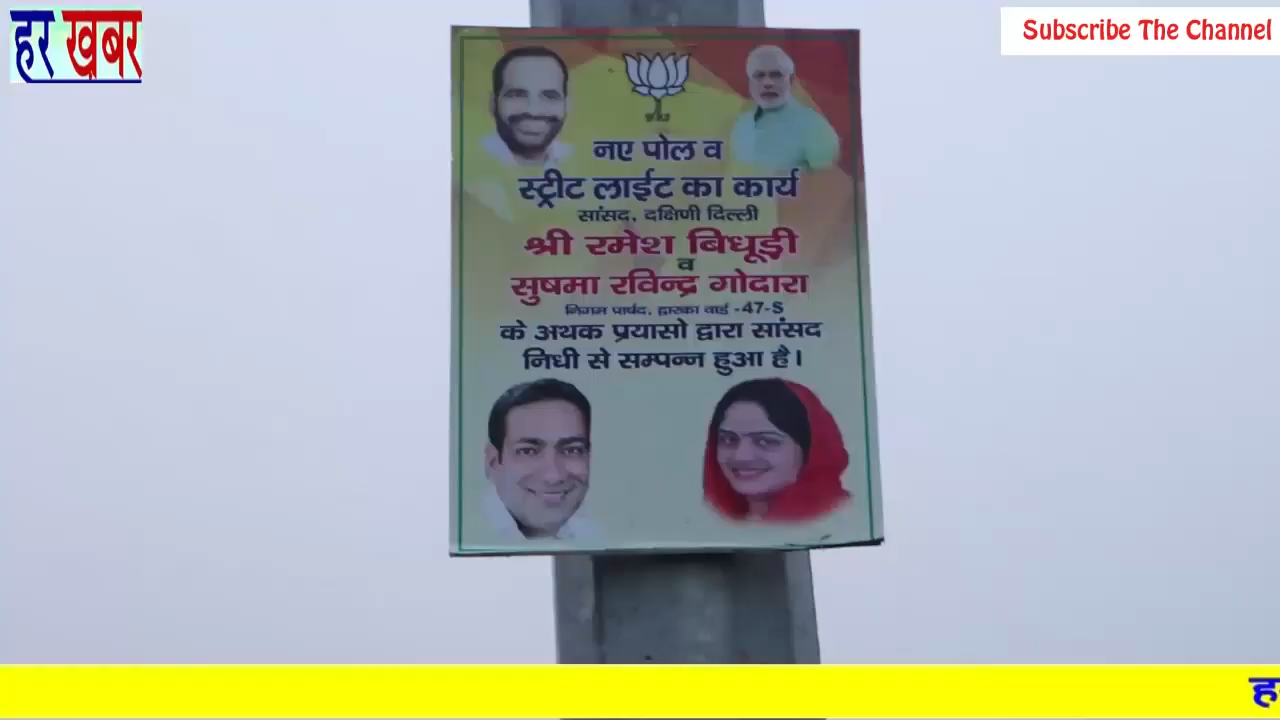 हर खबर
Subscribe The Channel
नए पोल व
स्ट्रीट लाईट का कार्य
सांसद, दक्षिणी दिल्ली
श्री रमेश बिधूड़ी
व
सुषमा रविन्द्र गोदारा
निगम पार्षद, द्वारका वार्ड -47-S
के अथक प्रयासो द्वारा सांसद
निधी से सम्पन्न हुआ है।